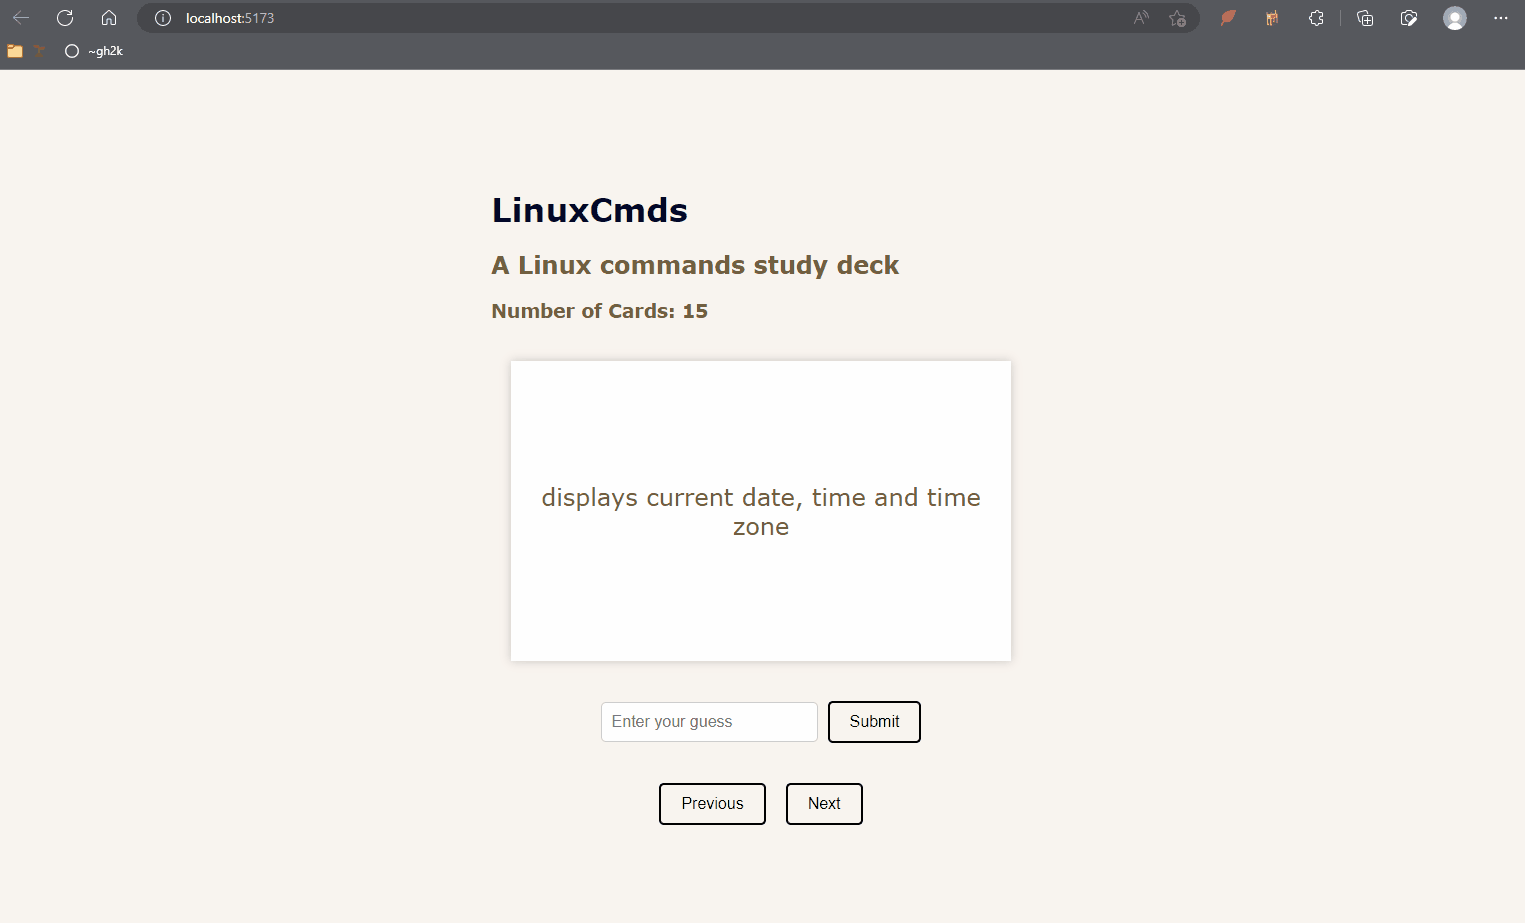 localhost:5173
~gh2k
LinuxCmds
A Linux commands study deck
Number of Cards: 15
displays current date, time and time
zone
Enter your guess
Submit
Previous
Next